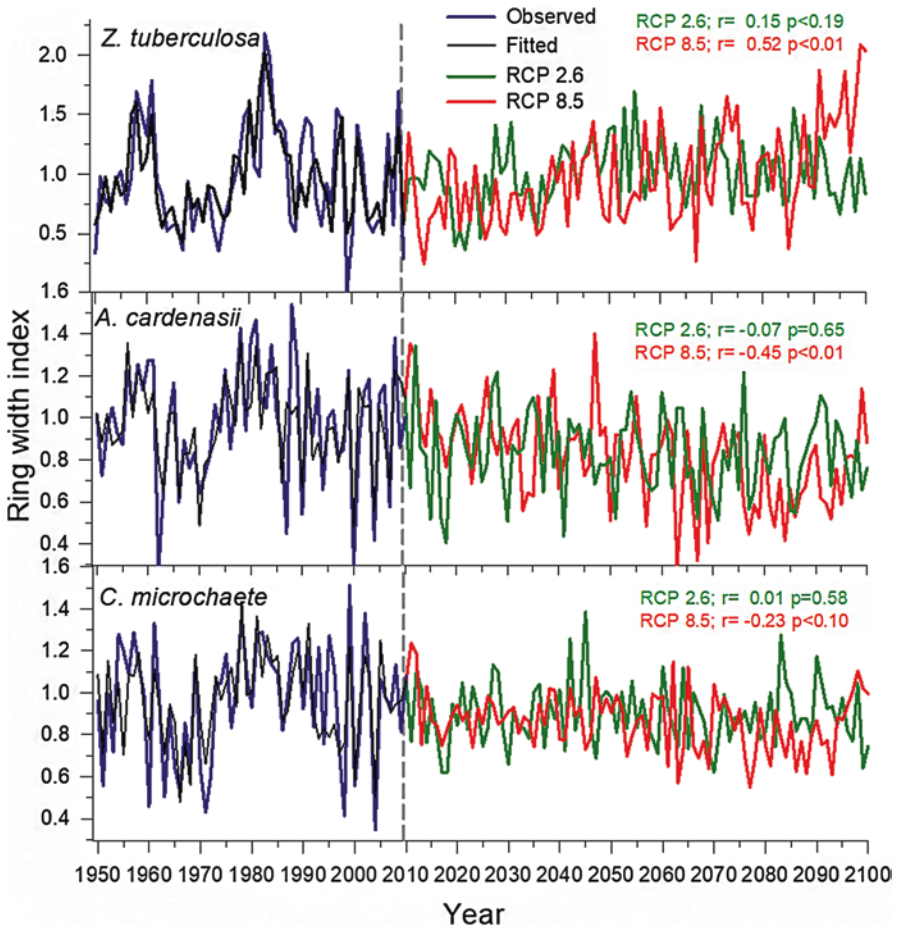 Observed
Fitted
RCP 2.6
RCP 8.5
Z. tuberculosa
RCP 2.6; r= 0.15 p<0.19
RCP 8.5; r= 0.52 p<0.01
2.0
1.5
1.0
0.5
1.6
A. cardenasii
RCP 2.6; r= -0.07 p=0.65
RCP 8.5; r= -0.45 p<0.01
1.4
1.2
1.0
0.8
0.6
0.4
1.6
C. microchaete
RCP 2.6; r= 0.01 p=0.58
RCP 8.5; r= -0.23 p<0.10
1.4
1.2
1.0
0.8
0.6
0.4
Ring width index
1950 1960 1970 1980 1990 2000 2010 2020 2030 2040 2050 2060 2070 2080 2090 2100
Year